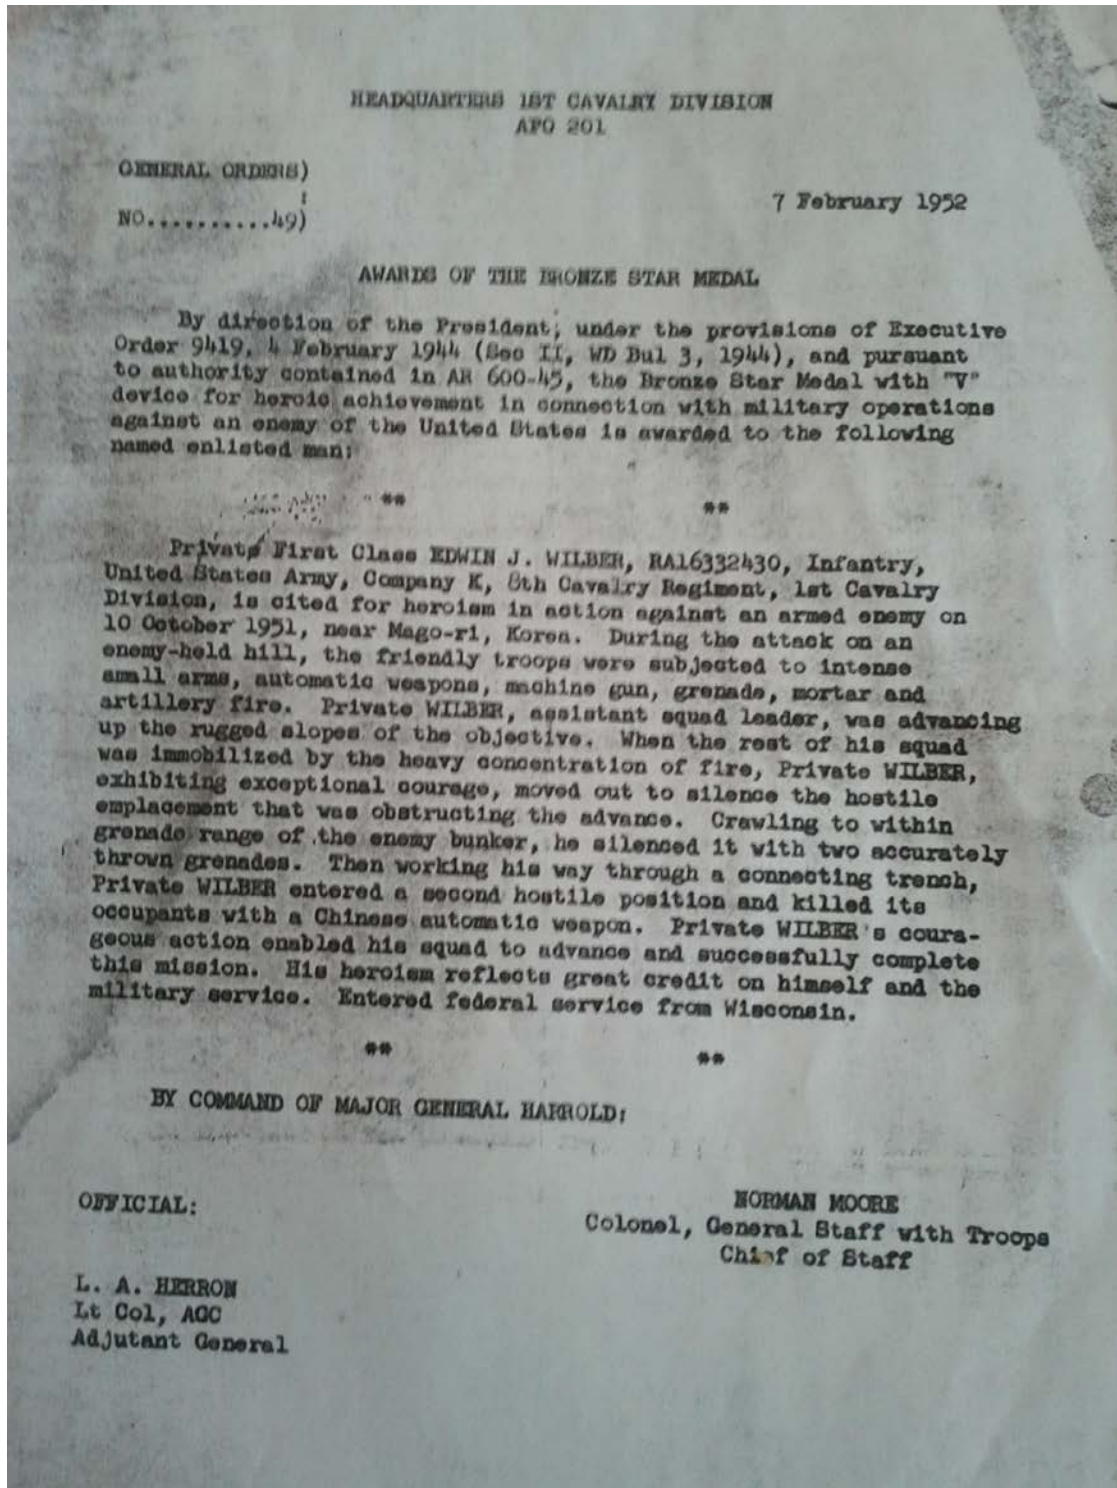 HEADQUARTERS 1ST CAVALRY DIVISION
APO 201
GENERAL ORDERS)
:
NO..........49)
7 February 1952
AWARDS OF THE BRONZE STAR MEDAL
By direction of the President, under the provisions of Executive
Order 9419, 4 February 1944 (Sec II, WD Bul 3, 1944), and pursuant
to authority contained in AR 600-45, the Bronze Star Medal with "V"
device for heroic achievement in connection with military operations
against an enemy of the United States is awarded to the following
named enlisted man:
** **
Private First Class EDWIN J. WILBER, RA16332430, Infantry,
United States Army, Company K, 8th Cavalry Regiment, 1st Cavalry
Division, is cited for heroism in action against an armed enemy on
10 October 1951, near Mago-ri, Korea. During the attack on an
enemy-held hill, the friendly troops were subjected to intense
small arms, automatic weapons, machine gun, grenade, mortar and
artillery fire. Private WILBER, assistant squad leader, was advancing
up the rugged slopes of the objective. When the rest of his squad
was immobilized by the heavy concentration of fire, Private WILBER,
exhibiting exceptional courage, moved out to silence the hostile
emplacement that was obstructing the advance. Crawling to within
grenade range of the enemy bunker, he silenced it with two accurately
thrown grenades. Then working his way through a connecting trench,
Private WILBER entered a second hostile position and killed its
occupants with a Chinese automatic weapon. Private WILBER's coura-
geous action enabled his squad to advance and successfully complete
this mission. His heroism reflects great credit on himself and the
military service. Entered federal service from Wisconsin.
** **
BY COMMAND OF MAJOR GENERAL HARROLD:
OFFICIAL:
NORMAN MOORE
Colonel, General Staff with Troops
Chief of Staff
L. A. HERRON
Lt Col, AGC
Adjutant General